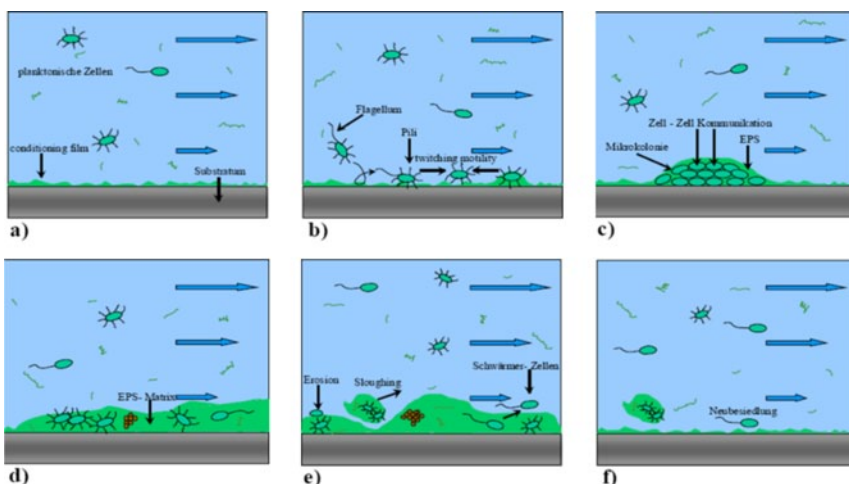 planktonische Zellen
conditioning film
Substratum
a)
Flagellum
Pili
twitching motility
b)
Zell - Zell Kommunikation
EPS
Mikrokolonie
c)
EPS- Matrix
d)
Erosion
Sloughing
Schwärmer- Zellen
e)
Neubesiedlung
f)